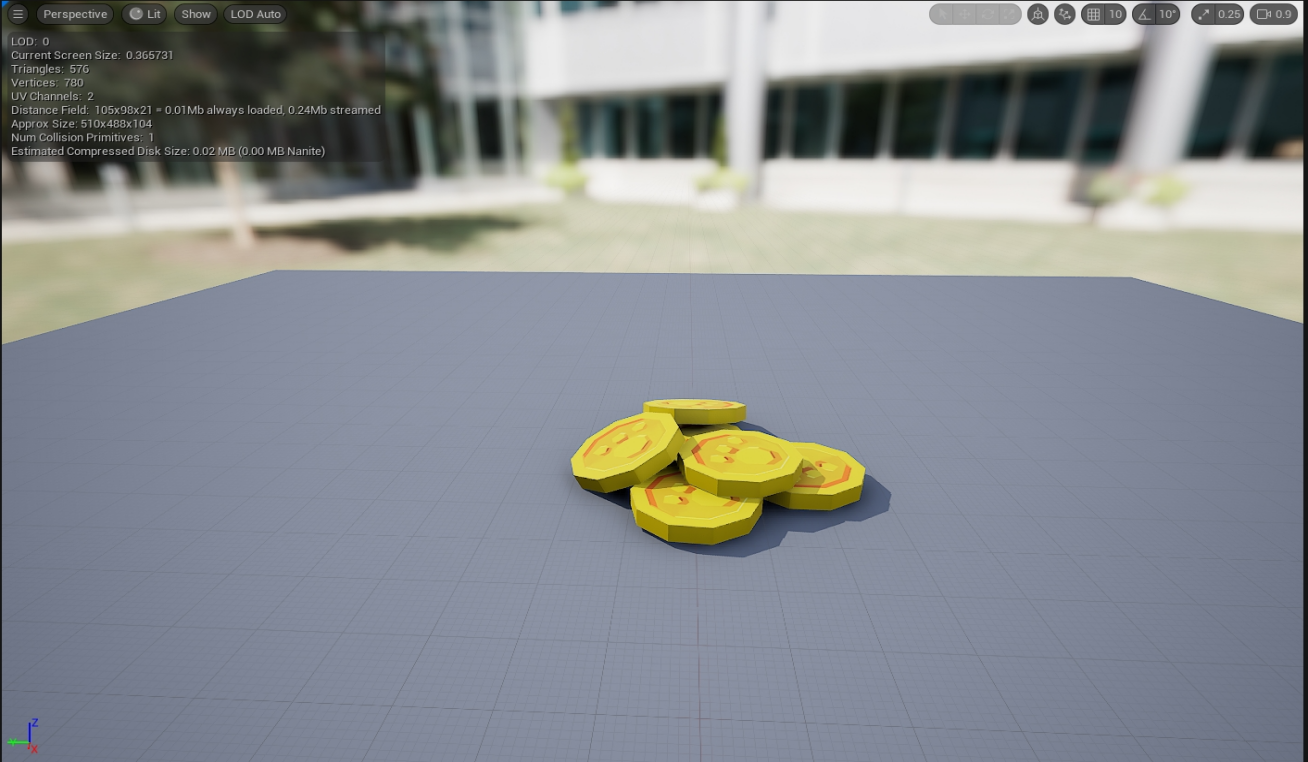 Perspective Lit Show LOD Auto 10 10° 0.25 0.9
LOD: 0
Current Screen Size: 0.365731
Triangles: 576
Vertices: 780
UV Channels: 2
Distance Field: 105x98x21 = 0.01Mb always loaded, 0.24Mb streamed
Approx Size: 510x488x104
Num Collision Primitives: 1
Estimated Compressed Disk Size: 0.02 MB (0.00 MB Nanite)
Z
Y
X